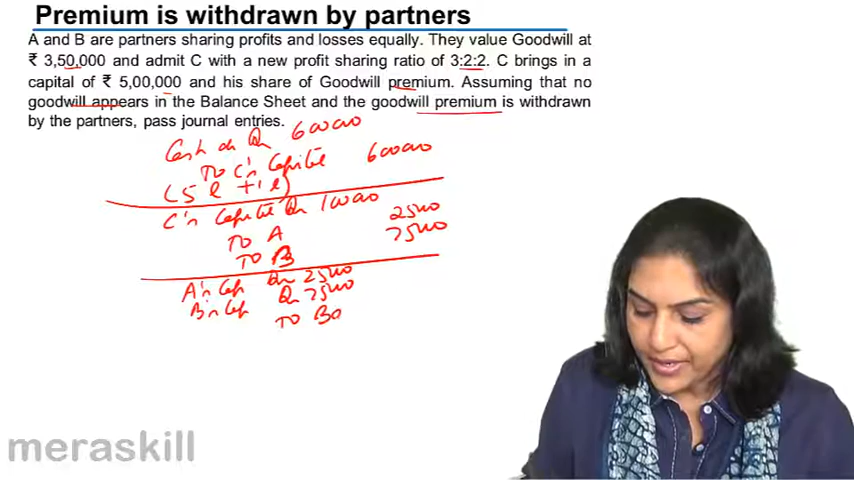 Premium is withdrawn by partners
A and B are partners sharing profits and losses equally. They value Goodwill at
₹ 3,50,000 and admit C with a new profit sharing ratio of 3:2:2. C brings in a
capital of ₹ 5,00,000 and his share of Goodwill premium. Assuming that no
goodwill appears in the Balance Sheet and the goodwill premium is withdrawn
by the partners, pass journal entries.
Cash a/c Dr 600000
To C's Capital 600000
(5 l + 1 l)
C's Capital Dr 100000
To A 25000
To B 75000
A's Cap Dr 25000
B's Cap Dr 75000
To Ba
meraskill